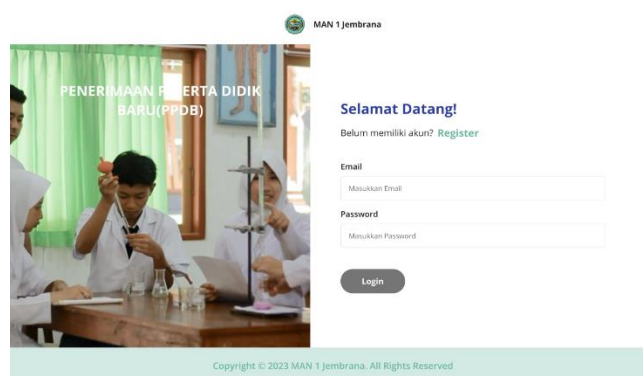 MAN 1 Jembrana
PENERIMAAN PESERTA DIDIK
BARU(PPDB)
Selamat Datang!
Belum memiliki akun? Register
Email
Masukkan Email
Password
Masukkan Password
Login
Copyright © 2023 MAN 1 Jembrana. All Rights Reserved